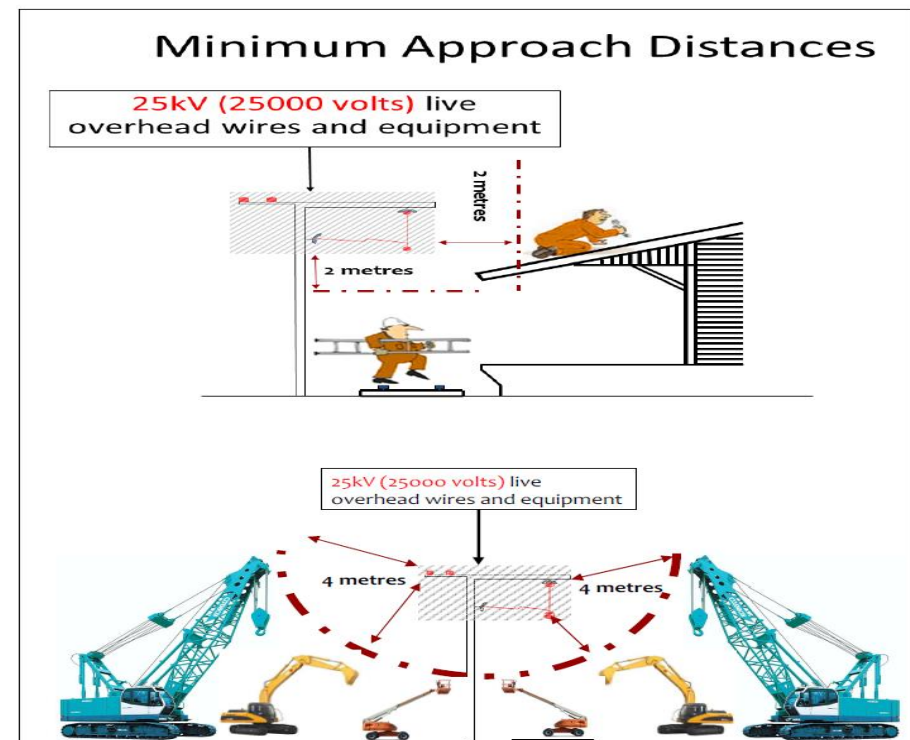 Minimum Approach Distances
25kV (25000 volts) live
overhead wires and equipment
2 metres
2 metres
25kV (25000 volts) live
overhead wires and equipment
4 metres
4 metres